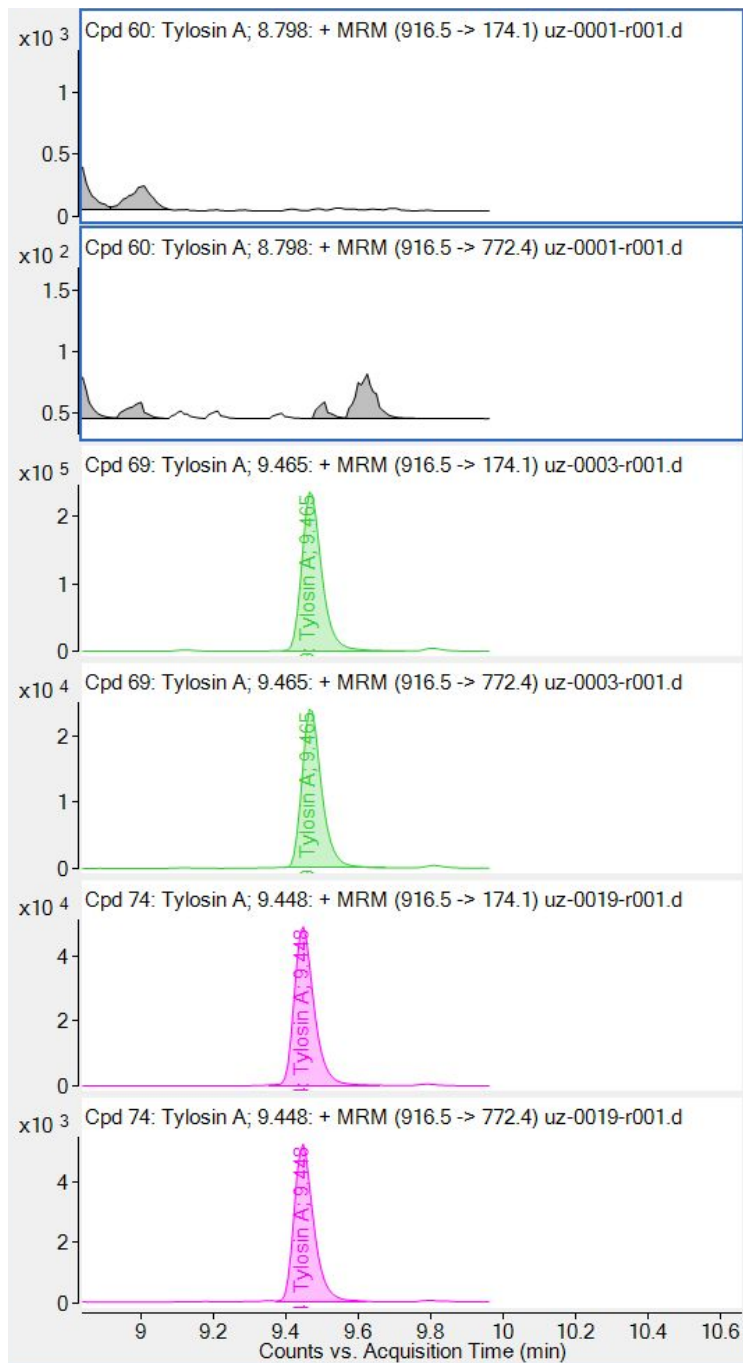 x10 3
Cpd 60: Tylosin A; 8.798: + MRM (916.5 -> 174.1) uz-0001-r001.d
1
0.5
0
x10 2
Cpd 60: Tylosin A; 8.798: + MRM (916.5 -> 772.4) uz-0001-r001.d
1.5
1
0.5
x10 5
Cpd 69: Tylosin A; 9.465: + MRM (916.5 -> 174.1) uz-0003-r001.d
2
1
0
Tylosin A; 9.465
x10 4
Cpd 69: Tylosin A; 9.465: + MRM (916.5 -> 772.4) uz-0003-r001.d
2
1
0
Tylosin A; 9.465
x10 4
Cpd 74: Tylosin A; 9.448: + MRM (916.5 -> 174.1) uz-0019-r001.d
4
2
0
Tylosin A; 9.448
x10 3
Cpd 74: Tylosin A; 9.448: + MRM (916.5 -> 772.4) uz-0019-r001.d
4
2
0
Tylosin A; 9.448
9 9.2 9.4 9.6 9.8 10 10.2 10.4 10.6
Counts vs. Acquisition Time (min)